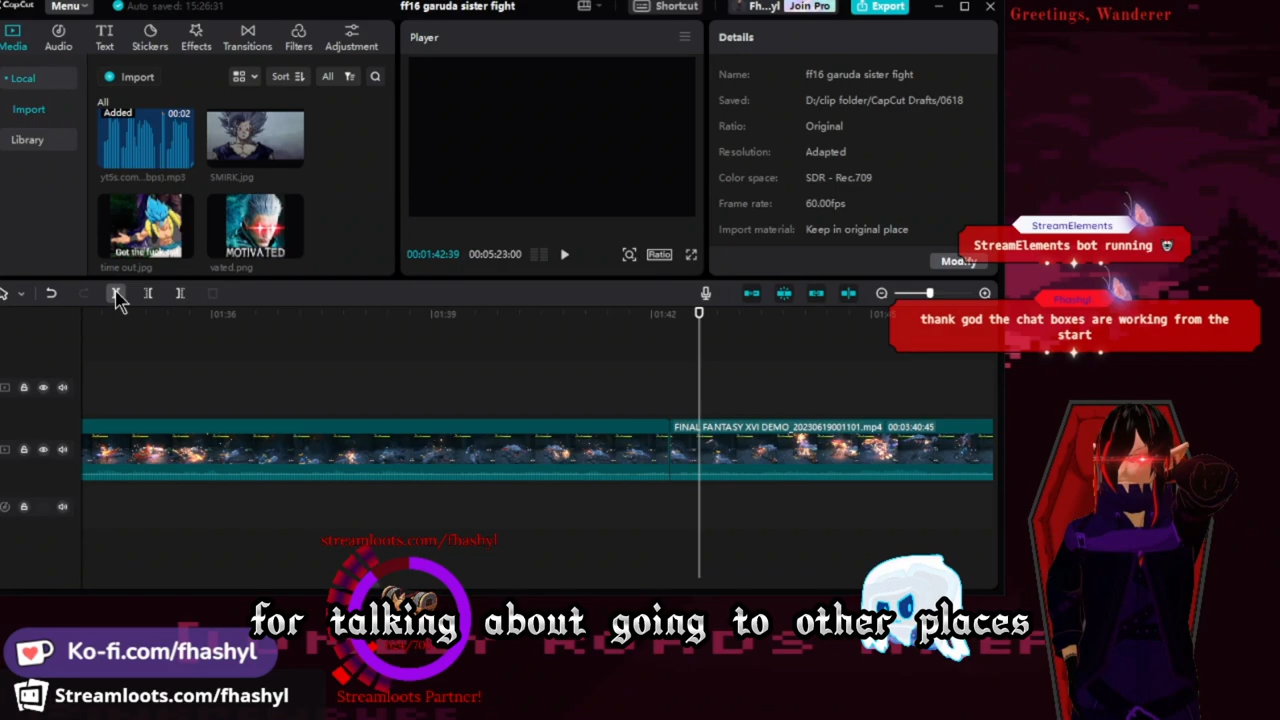 CapCut
Menu
Auto saved: 15:26:31
ff16 garuda sister fight
Shortcut
Fh...yl
Join Pro
Export
Greetings, Wanderer
Media
Audio
Text
Stickers
Effects
Transitions
Filters
Adjustment
Local
Import
Library
Import
Sort
All
All
Added
00:02
yt5s.com...bps).mp3
SMIRK.jpg
MOTIVATED
time out.jpg
vated.png
Player
00:01:42:39
00:05:23:00
Ratio
Details
Name: ff16 garuda sister fight
Saved: D:/clip folder/CapCut Drafts/0618
Ratio: Original
Resolution: Adapted
Color space: SDR - Rec.709
Frame rate: 60.00fps
Import material: Keep in original place
Modify
StreamElements
StreamElements bot running
Fhashyl
thank god the chat boxes are working from the
start
01:36
01:39
01:42
FINAL FANTASY XVI DEMO_20230619001101.mp4 00:03:40:45
streamloots.com/fhashyl
for talking about going to other places
Streamloots Partner!
Ko-fi.com/fhashyl
Streamloots.com/fhashyl